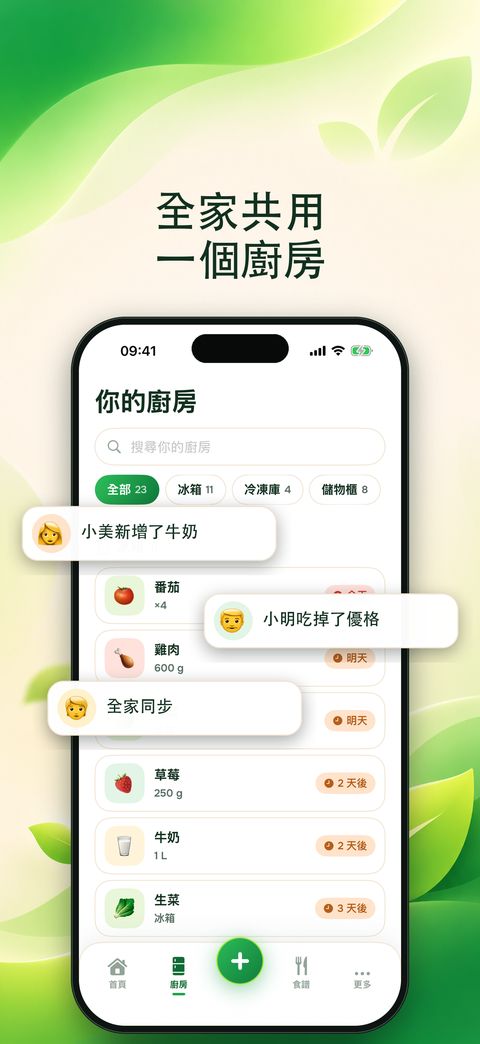 全家共用
一個廚房
09:41
你的廚房
搜尋你的廚房
全部 23
冰箱 11
冷凍庫 4
儲物櫃 8
小美新增了牛奶
番茄
×4
小明吃掉了優格
雞肉
600 g
明天
全家同步
明天
草莓
250 g
2 天後
牛奶
1 L
2 天後
生菜
冰箱
3 天後
首頁
廚房
食譜
更多